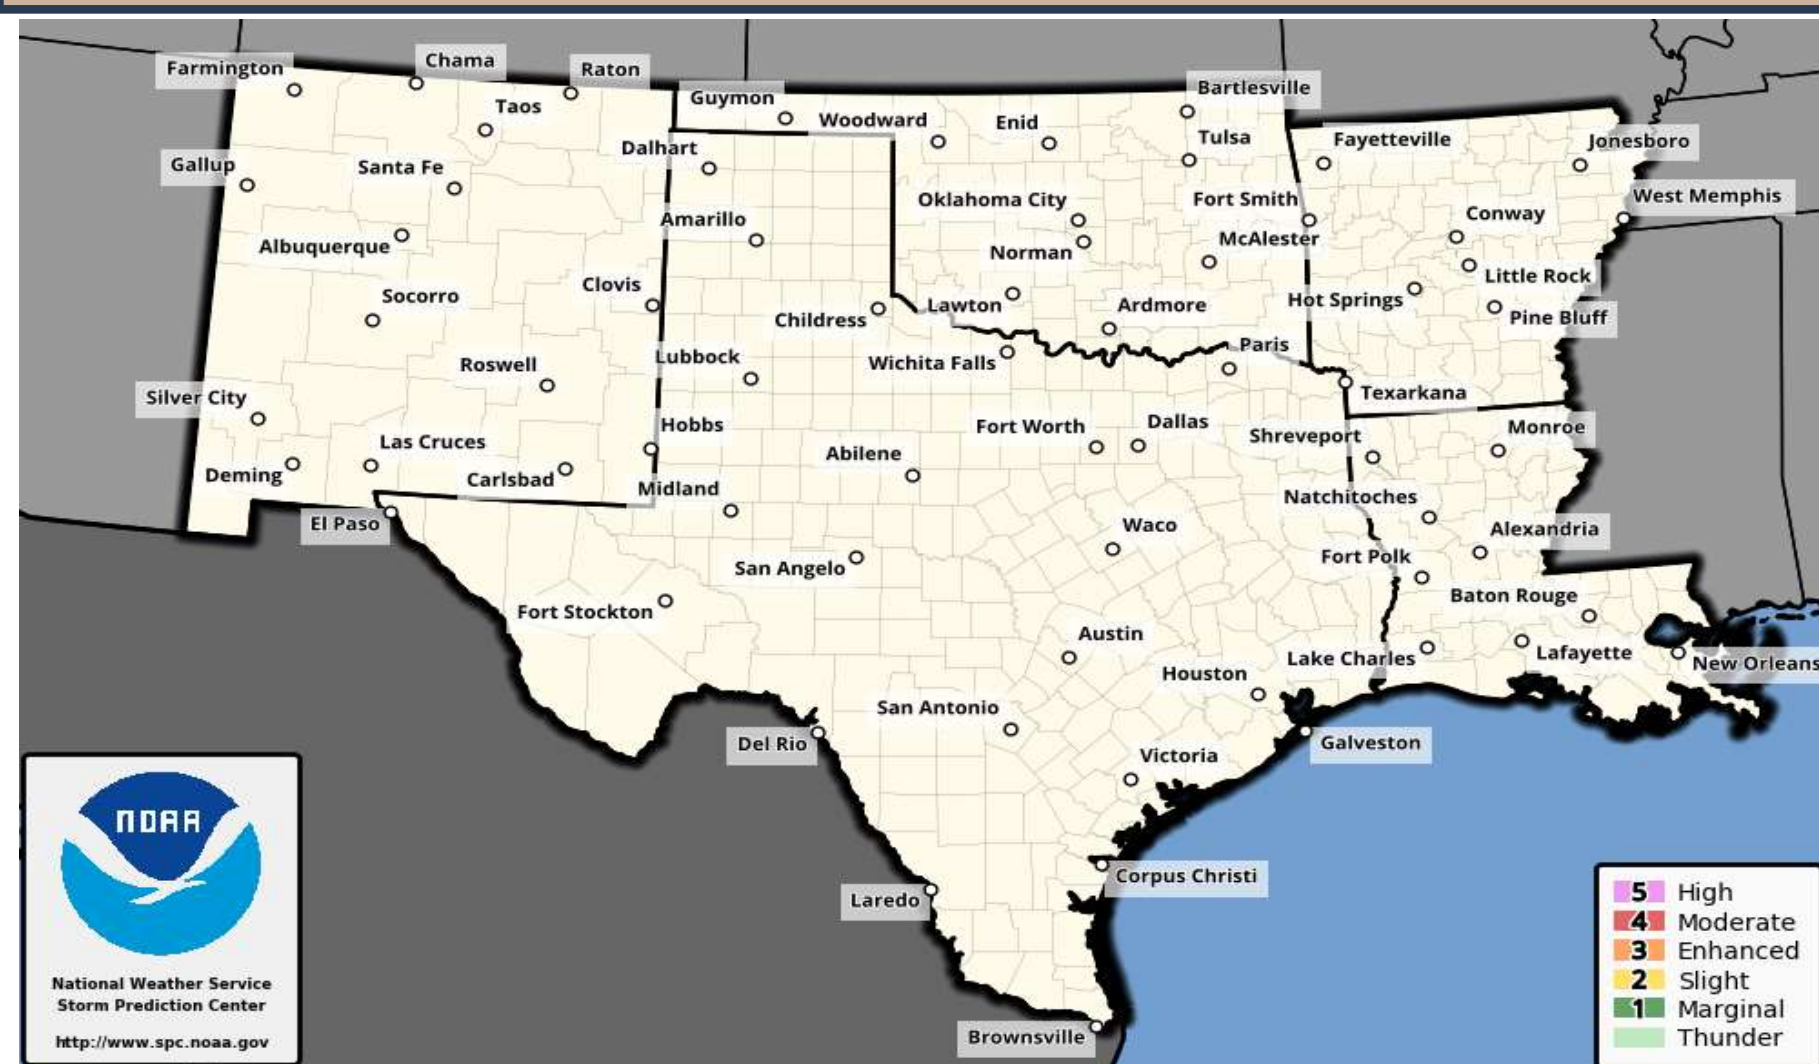 Farmington
Chama
Raton
Taos
Guymon
Woodward
Enid
Bartlesville
Tulsa
Fayetteville
Jonesboro
Gallup
Santa Fe
Dalhart
Oklahoma City
Fort Smith
Conway
West Memphis
Albuquerque
Amarillo
Norman
McAlester
Little Rock
Socorro
Clovis
Childress
Lawton
Ardmore
Hot Springs
Pine Bluff
Roswell
Lubbock
Wichita Falls
Paris
Texarkana
Silver City
Las Cruces
Hobbs
Abilene
Fort Worth
Dallas
Shreveport
Monroe
Deming
Carlsbad
Midland
Natchitoches
El Paso
San Angelo
Waco
Alexandria
Fort Polk
Fort Stockton
Austin
Baton Rouge
Houston
Lake Charles
Lafayette
New Orleans
Del Rio
San Antonio
Victoria
Galveston
Laredo
Corpus Christi
Brownsville
NOAA
National Weather Service
Storm Prediction Center
http://www.spc.noaa.gov
5 High
4 Moderate
3 Enhanced
2 Slight
1 Marginal
Thunder